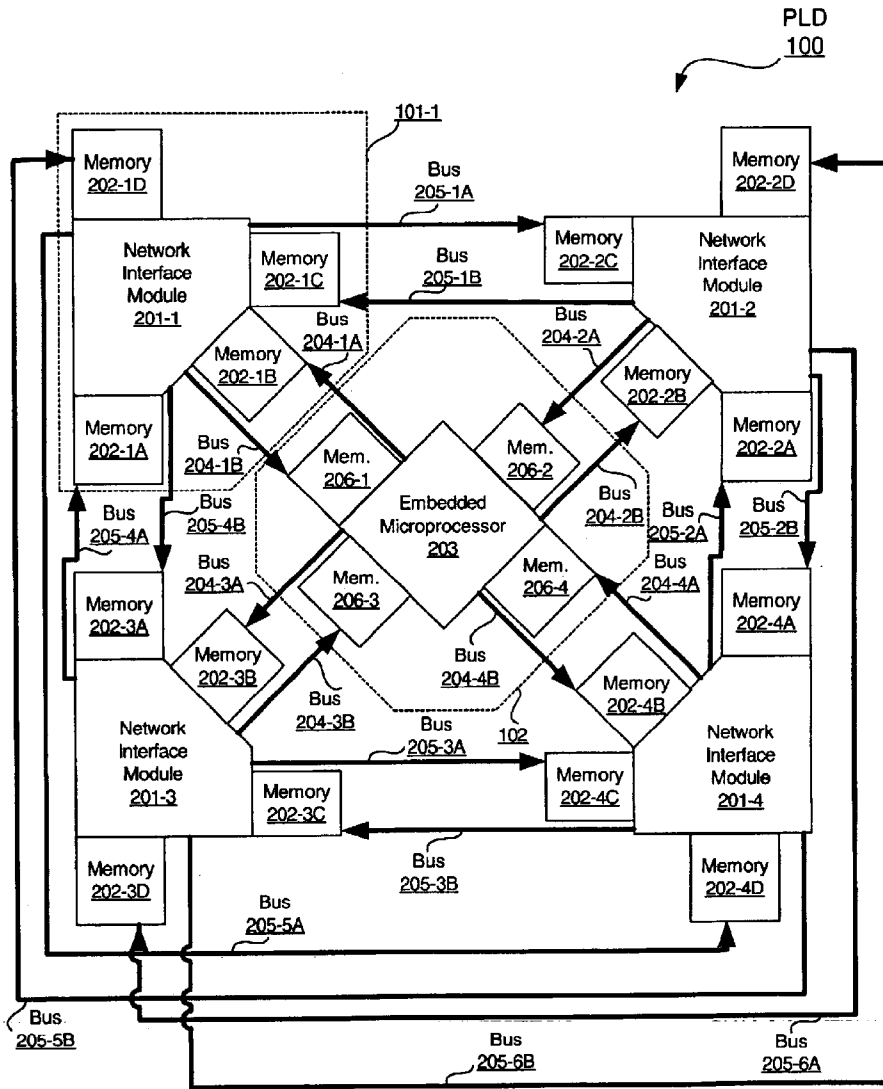 PLD
100
101-1
Memory
202-1D
Bus
205-1A
Memory
202-2D
Network
Interface
Module
201-1
Memory
202-1C
Bus
205-1B
Memory
202-2C
Network
Interface
Module
201-2
Bus
204-1A
Memory
202-1B
Bus
204-2A
Memory
202-2B
Memory
202-1A
Bus
204-1B
Mem.
206-1
Mem.
206-2
Memory
202-2A
Bus
204-2B
Embedded
Microprocessor
203
Bus
205-4A
Bus
205-4B
Bus
205-2A
Bus
205-2B
Bus
204-3A
Mem.
206-3
Mem.
206-4
Bus
204-4A
Memory
202-3A
Memory
202-4A
Memory
202-3B
Bus
204-3B
Bus
204-4B
Memory
202-4B
102
Network
Interface
Module
201-3
Bus
205-3A
Network
Interface
Module
201-4
Memory
202-3C
Memory
202-4C
Bus
205-3B
Memory
202-3D
Memory
202-4D
Bus
205-5A
Bus
205-5B
Bus
205-6B
Bus
205-6A